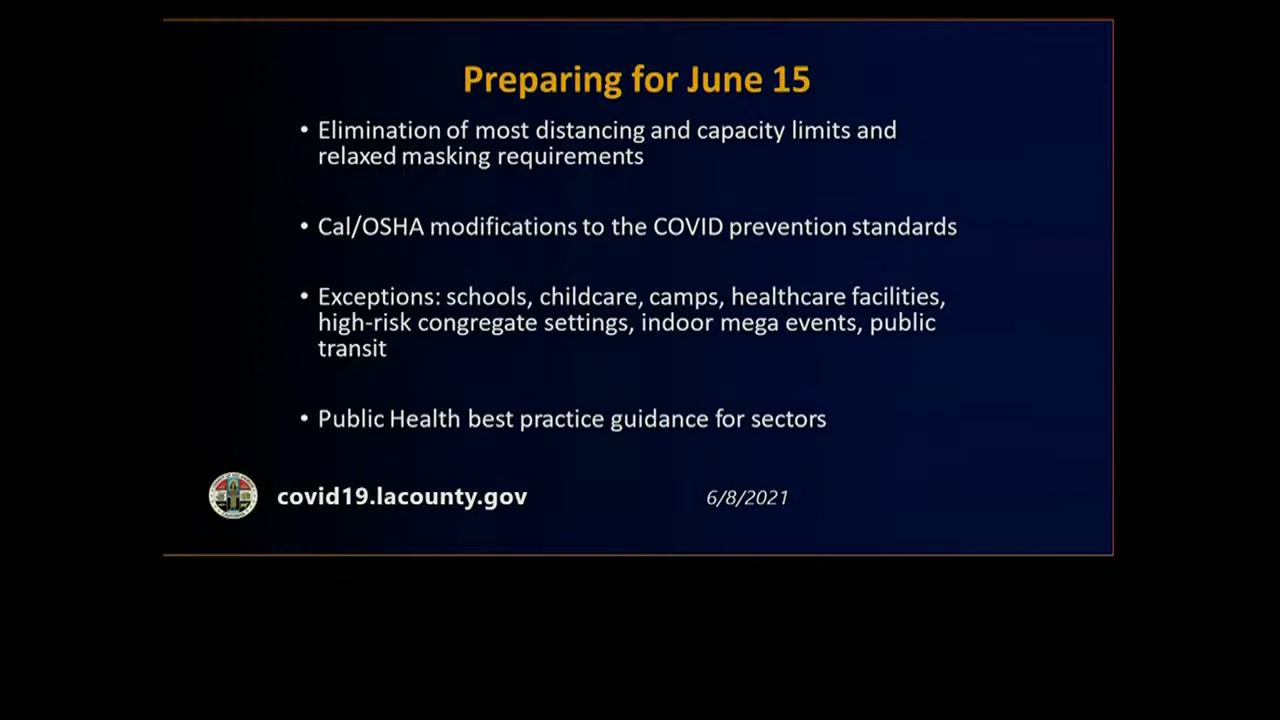 Preparing for June 15
• Elimination of most distancing and capacity limits and
relaxed masking requirements
• Cal/OSHA modifications to the COVID prevention standards
• Exceptions: schools, childcare, camps, healthcare facilities,
high-risk congregate settings, indoor mega events, public
transit
• Public Health best practice guidance for sectors
covid19.lacounty.gov
6/8/2021